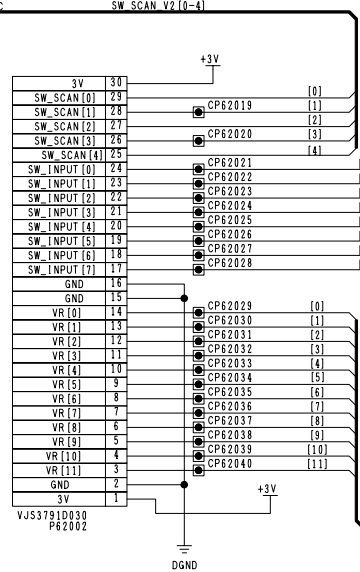 C SW_SCAN_V2[0-4]
+3V
3V 30
SW_SCAN[0] 29 [0]
SW_SCAN[1] 28 CP62019 [1]
SW_SCAN[2] 27 [2]
SW_SCAN[3] 26 CP62020 [3]
SW_SCAN[4] 25 [4]
SW_INPUT[0] 24 CP62021
SW_INPUT[1] 23 CP62022
SW_INPUT[2] 22 CP62023
SW_INPUT[3] 21 CP62024
SW_INPUT[4] 20 CP62025
SW_INPUT[5] 19 CP62026
SW_INPUT[6] 18 CP62027
SW_INPUT[7] 17 CP62028
GND 16
GND 15
VR[0] 14 CP62029 [0]
VR[1] 13 CP62030 [1]
VR[2] 12 CP62031 [2]
VR[3] 11 CP62032 [3]
VR[4] 10 CP62033 [4]
VR[5] 9 CP62034 [5]
VR[6] 8 CP62035 [6]
VR[7] 7 CP62036 [7]
VR[8] 6 CP62037 [8]
VR[9] 5 CP62038 [9]
VR[10] 4 CP62039 [10]
VR[11] 3 CP62040 [11]
GND 2
3V 1
+3V
VJ53791D030
P62002
DGND